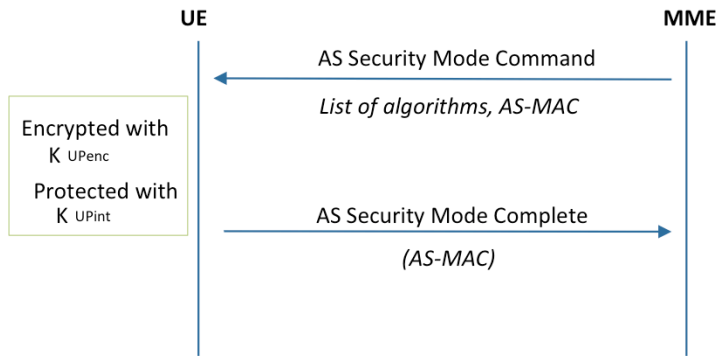 UE
MME
AS Security Mode Command
List of algorithms, AS-MAC
Encrypted with
K UPenc
Protected with
K UPint
AS Security Mode Complete
(AS-MAC)